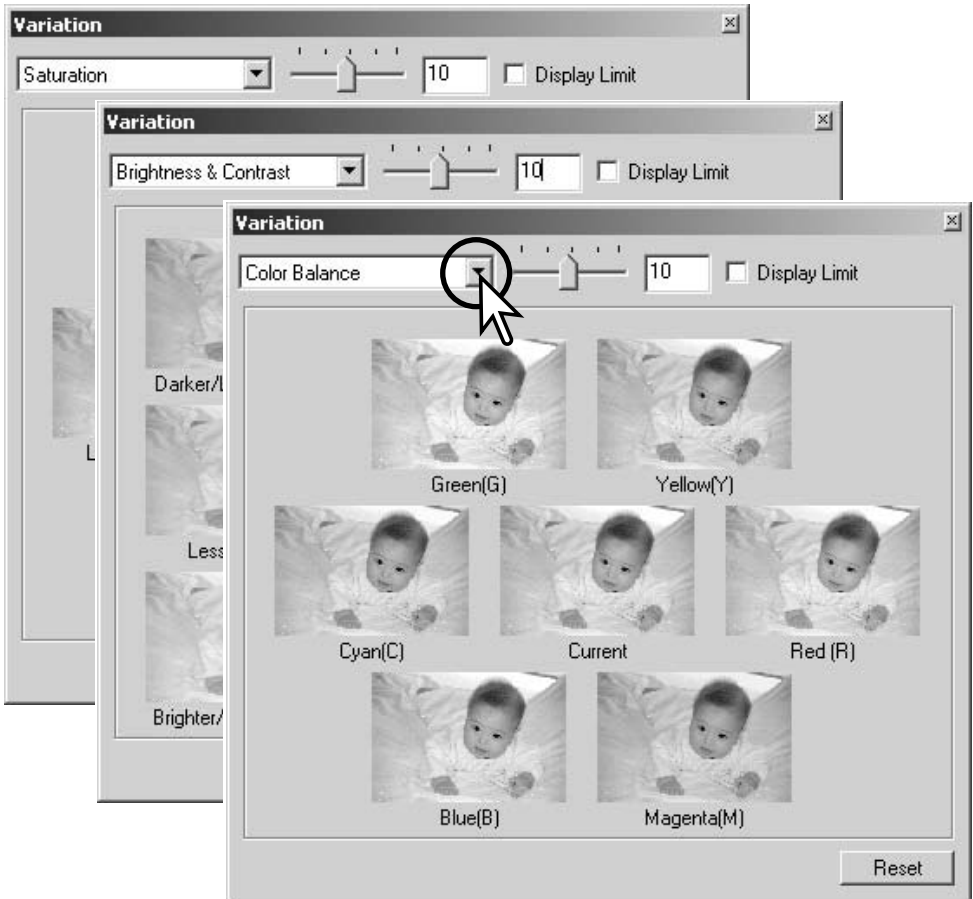 Variation
Saturation 10 Display Limit
Variation
Brightness & Contrast 10 Display Limit
Darker/
Less
Brighter/
Variation
Color Balance 10 Display Limit
Green(G) Yellow(Y)
Cyan(C) Current Red (R)
Blue(B) Magenta(M)
Reset